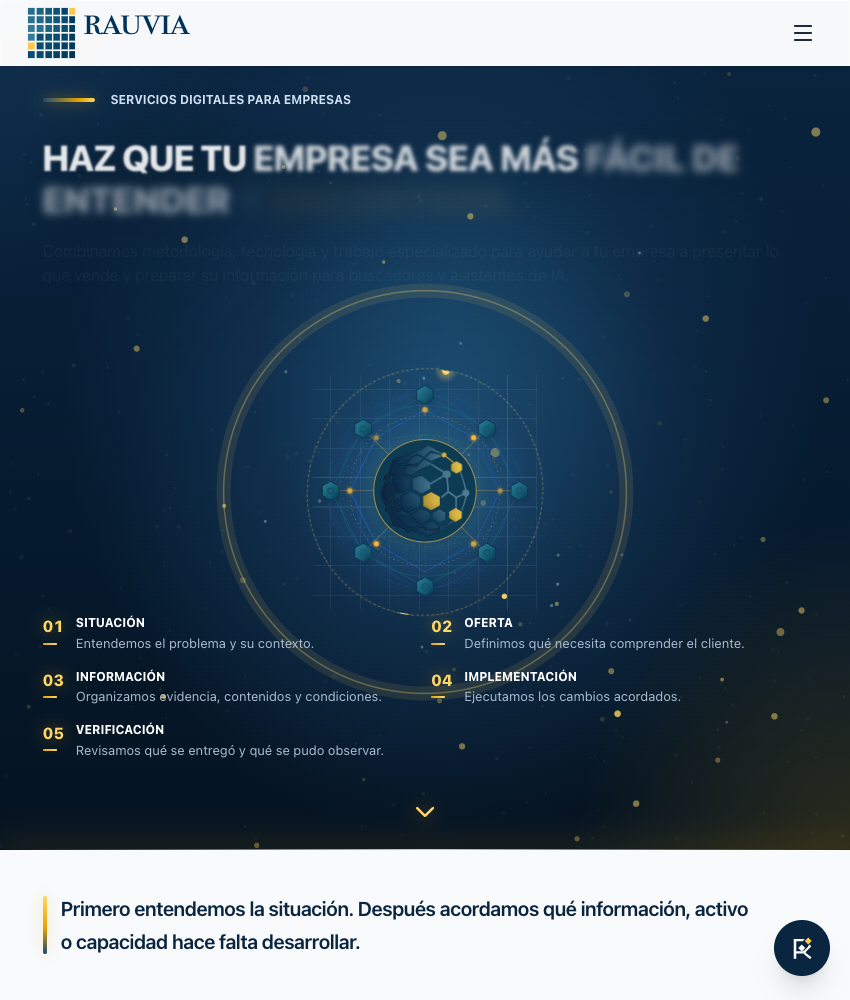 RAUVIA
SERVICIOS DIGITALES PARA EMPRESAS
HAZ QUE TU EMPRESA SEA MÁS FÁCIL DE
ENTENDER
Combinamos metodología, tecnología y trabajo especializado para ayudar a tu empresa a presentar lo
que vende y preparar su información para buscadores y asistentes de IA.
01 SITUACIÓN
Entendemos el problema y su contexto.
02 OFERTA
Definimos qué necesita comprender el cliente.
03 INFORMACIÓN
Organizamos evidencia, contenidos y condiciones.
04 IMPLEMENTACIÓN
Ejecutamos los cambios acordados.
05 VERIFICACIÓN
Revisamos qué se entregó y qué se pudo observar.
Primero entendemos la situación. Después acordamos qué información, activo
o capacidad hace falta desarrollar.